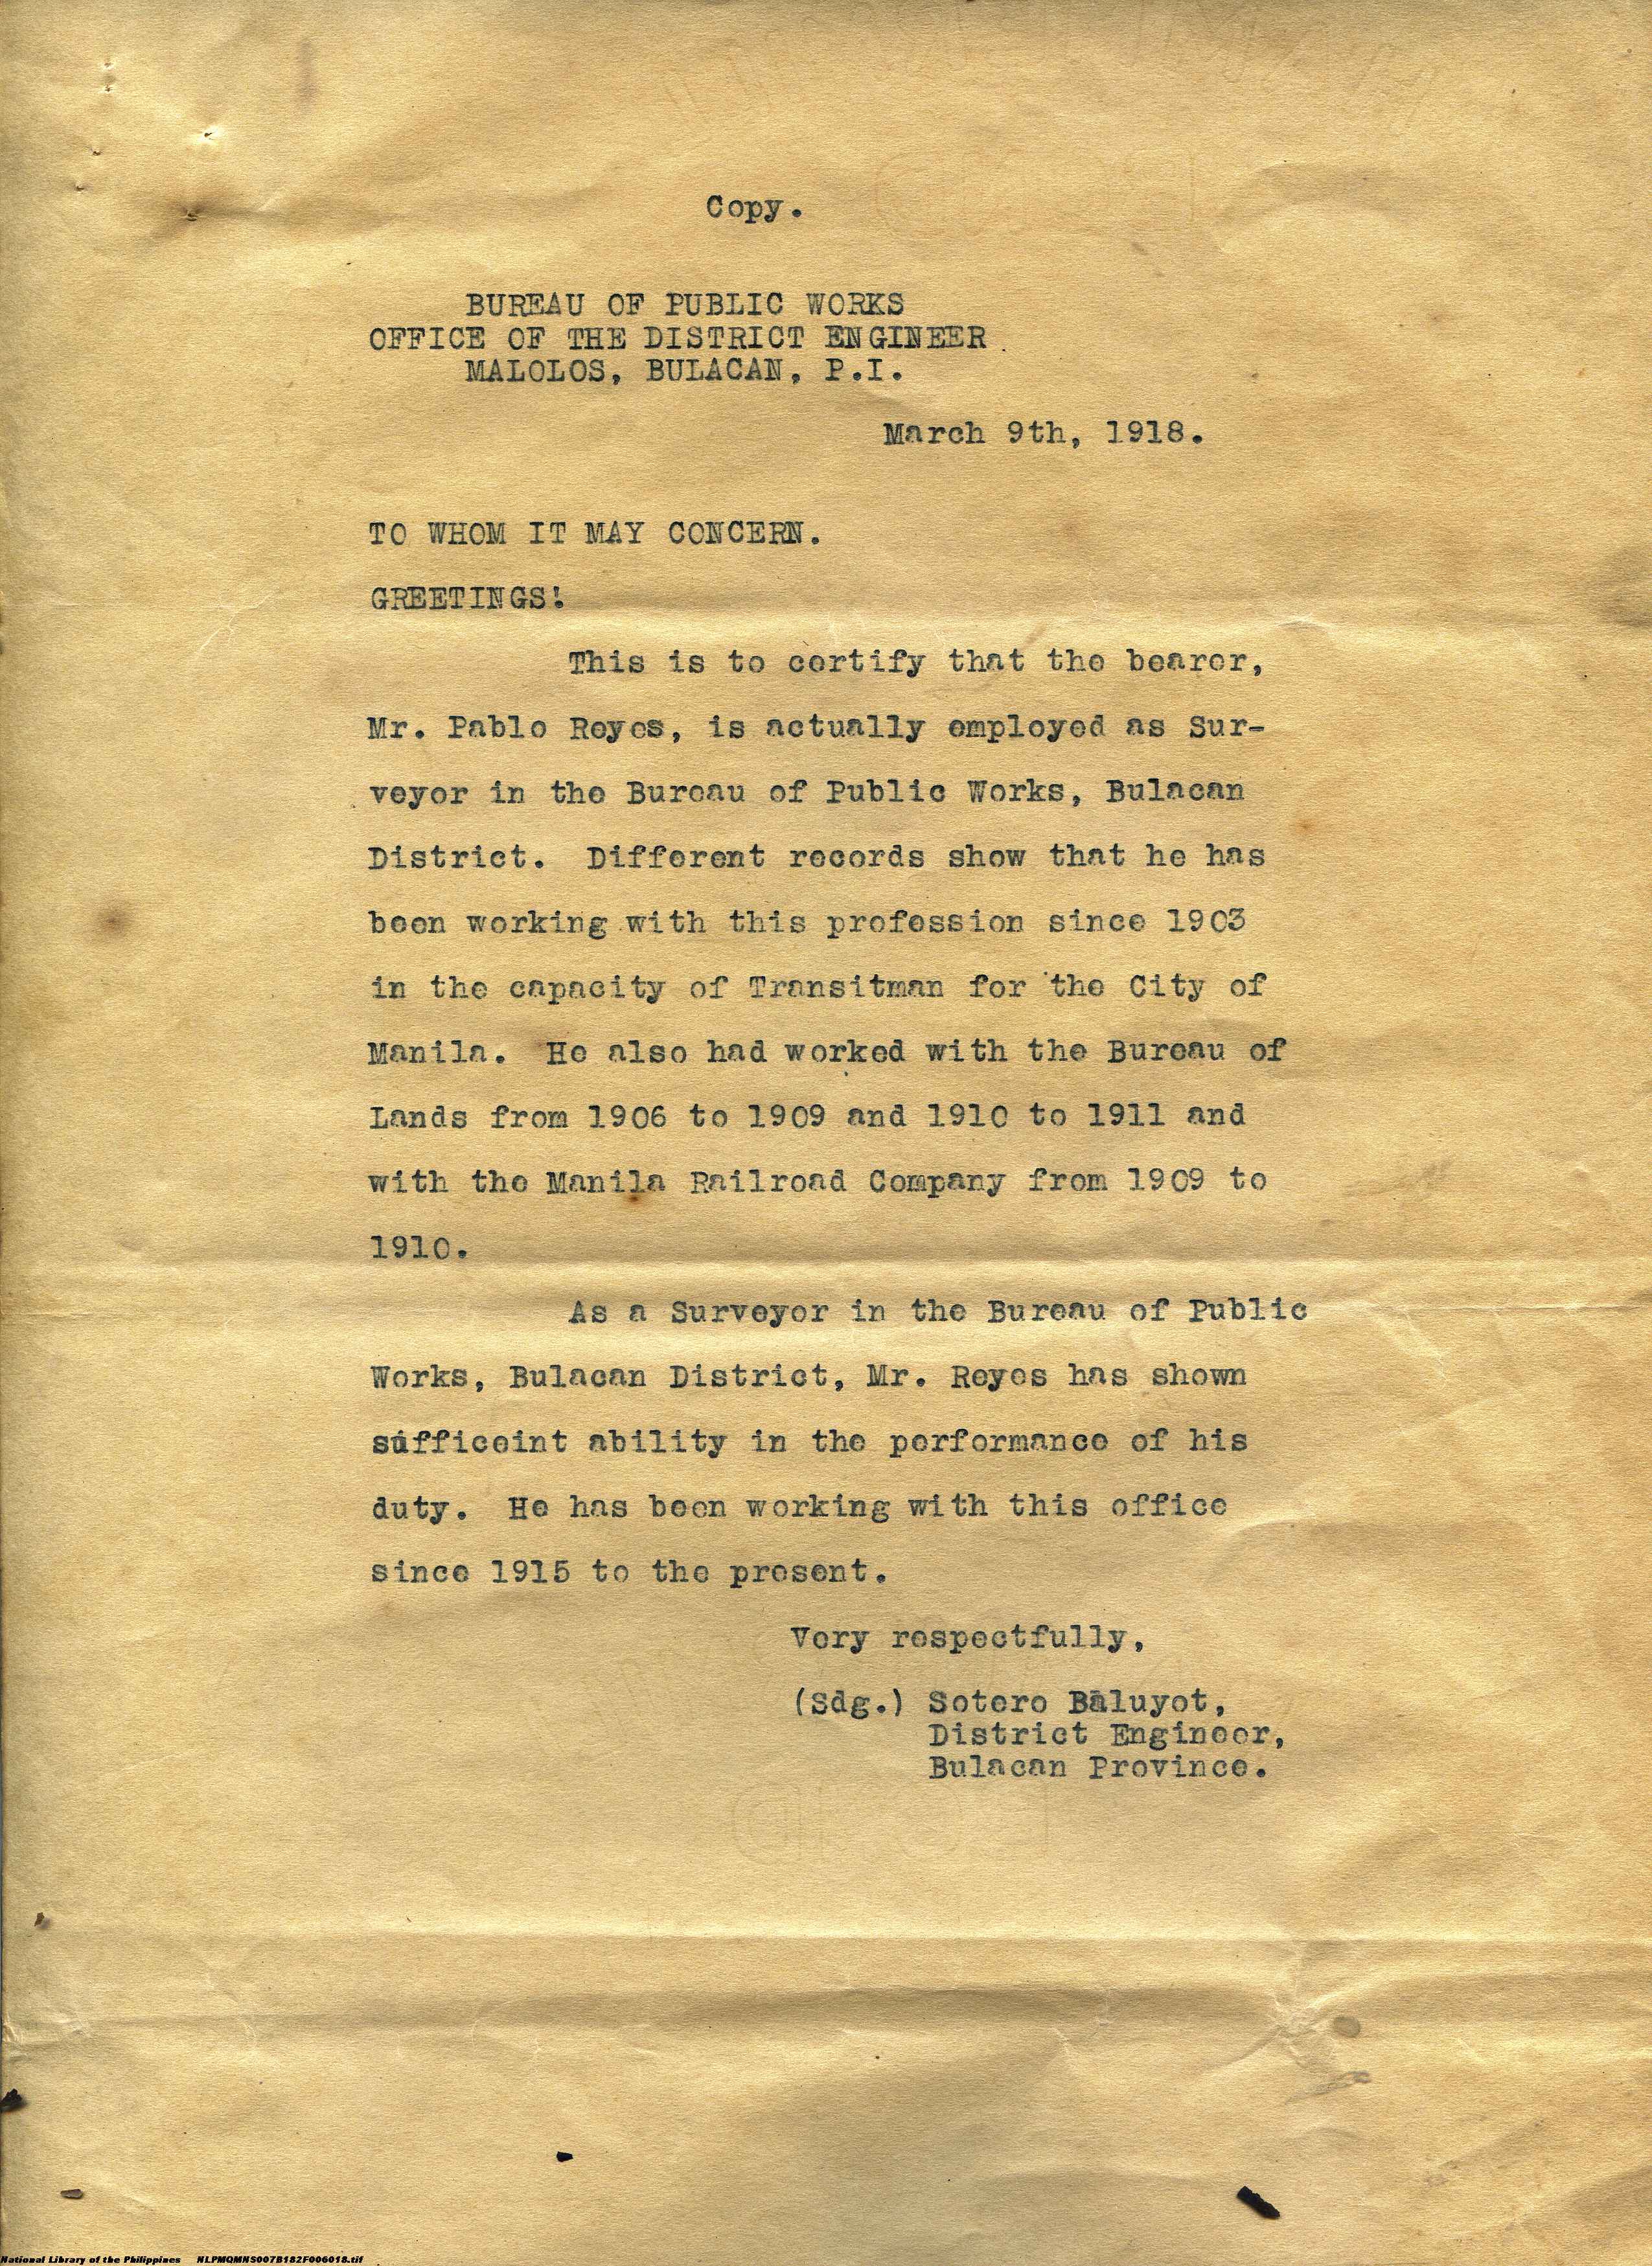 Copy.
BUREAU OF PUBLIC WORKS
OFFICE OF THE DISTRICT ENGINEER
MALOLOS, BULACAN, P.I.
March 9th, 1918.
TO WHOM IT MAY CONCERN.
GREETINGS!
This is to certify that the bearer,
Mr. Pablo Reyes, is actually employed as Sur-
veyor in the Bureau of Public Works, Bulacan
District. Different records show that he has
been working with this profession since 1903
in the capacity of Transitman for the City of
Manila. He also had worked with the Bureau of
Lands from 1906 to 1909 and 1910 to 1911 and
with the Manila Railroad Company from 1909 to
1910.
As a Surveyor in the Bureau of Public
Works, Bulacan District, Mr. Reyes has shown
sufficeint ability in the performance of his
duty. He has been working with this office
since 1915 to the present.
Very respectfully,
(Sdg.) Sotero Baluyot,
District Engineer,
Bulacan Province.
National Library of the Philippines NLPMQMNS007B182F006018.tif